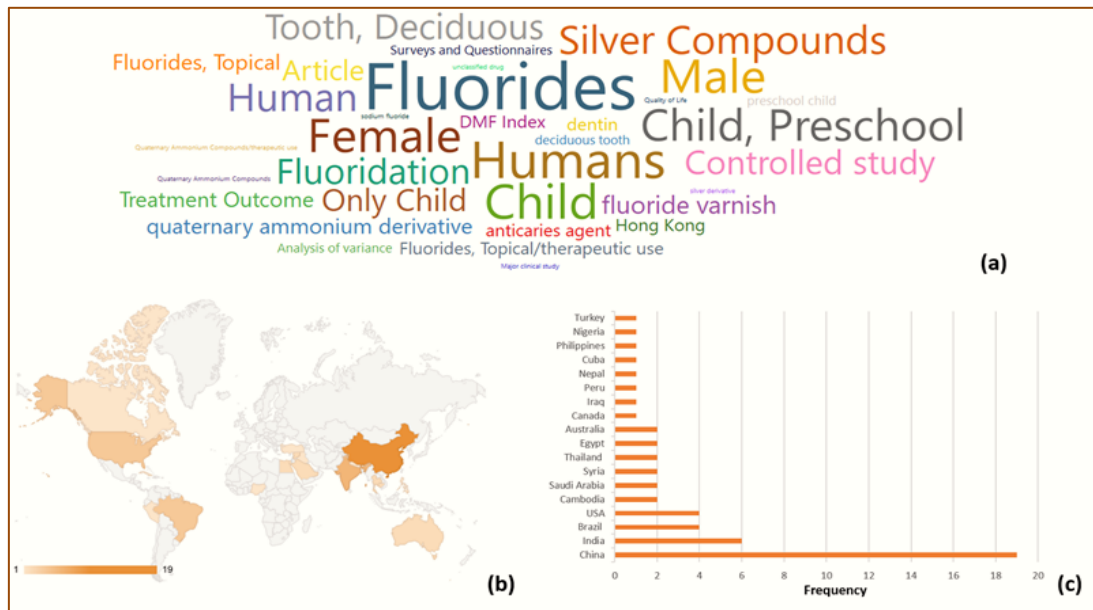 Tooth, Deciduous
Silver Compounds
Surveys and Questionnaires
Fluorides, Topical
Article
unclassified drug
Fluorides
Male
Human
Quality of Life
preschool child
sodium fluoride
DMF Index
dentin
Child, Preschool
Female
deciduous tooth
Quaternary Ammonium Compounds/therapeutic use
Humans
Controlled study
Fluoridation
Quaternary Ammonium Compounds
silver derivative
Treatment Outcome
Only Child
Child
fluoride varnish
quaternary ammonium derivative
anticaries agent
Hong Kong
Analysis of variance
Fluorides, Topical/therapeutic use
Major clinical study
(a)
1
19
(b)
Turkey
Nigeria
Philippines
Cuba
Nepal
Peru
Iraq
Canada
Australia
Egypt
Thailand
Syria
Saudi Arabia
Cambodia
USA
Brazil
India
China
0 2 4 6 8 10 12 14 16 18 20
Frequency
(c)